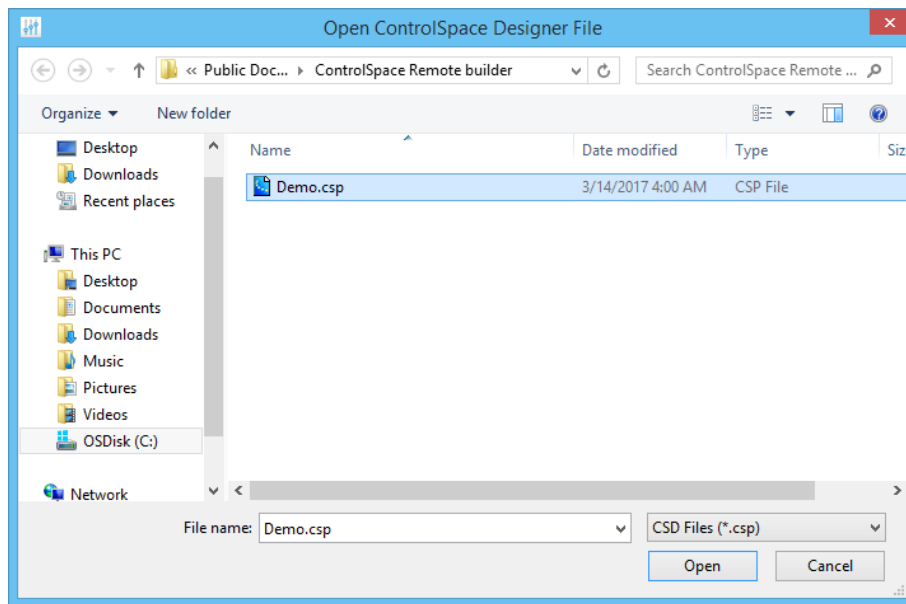 Open ControlSpace Designer File
« Public Doc... ControlSpace Remote builder Search ControlSpace Remote ...
Organize New folder
Desktop
Downloads
Recent places
This PC
Desktop
Documents
Downloads
Music
Pictures
Videos
OSDisk (C:)
Network
Name Date modified Type Siz
Demo.csp 3/14/2017 4:00 AM CSP File
File name: Demo.csp CSD Files (*.csp)
Open Cancel